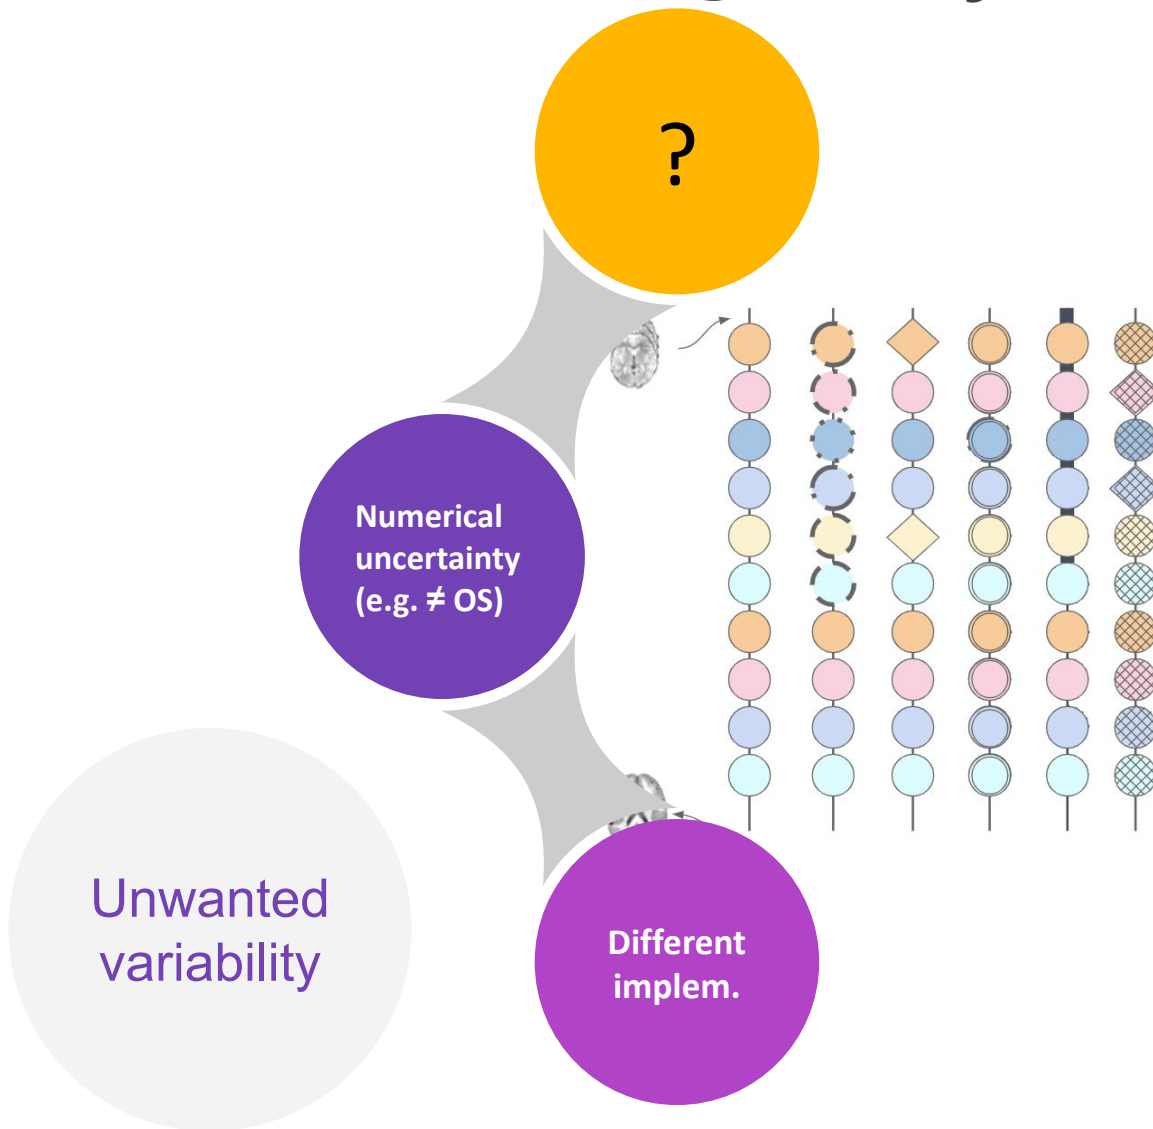 ?
Numerical
uncertainty
(e.g. ≠ OS)
Unwanted
variability
Different
implem.